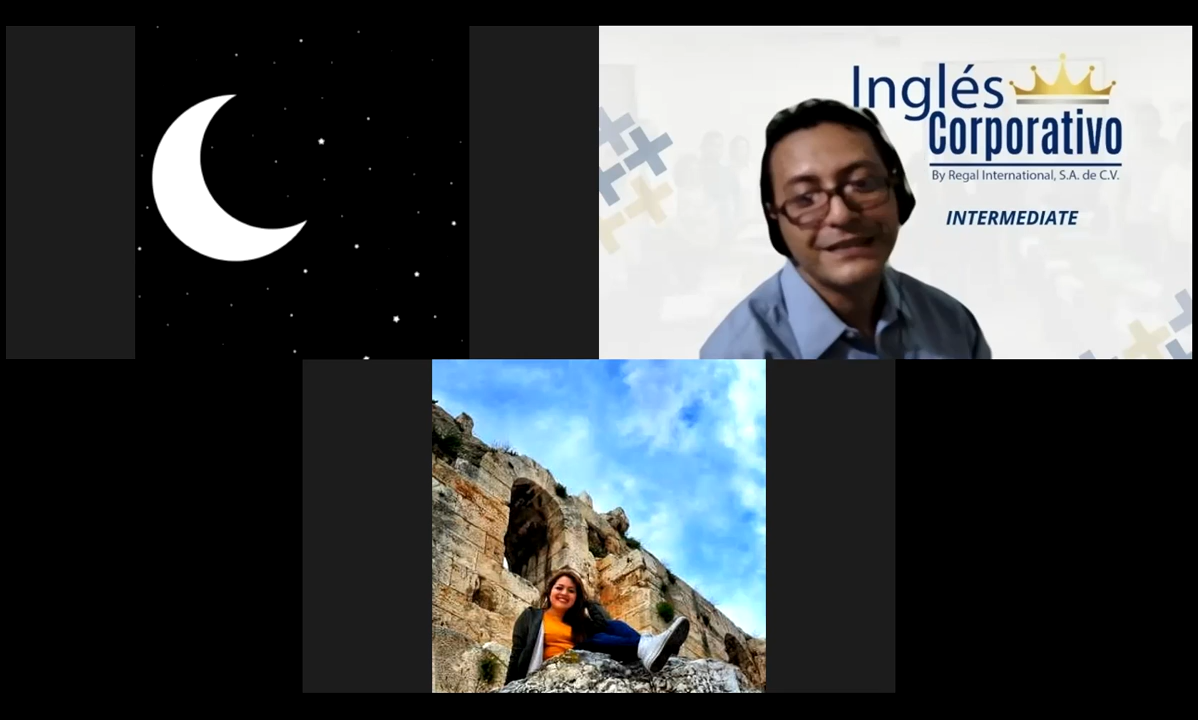 Inglés
Corporativo
By Regal International, S.A. de C.V.
INTERMEDIATE